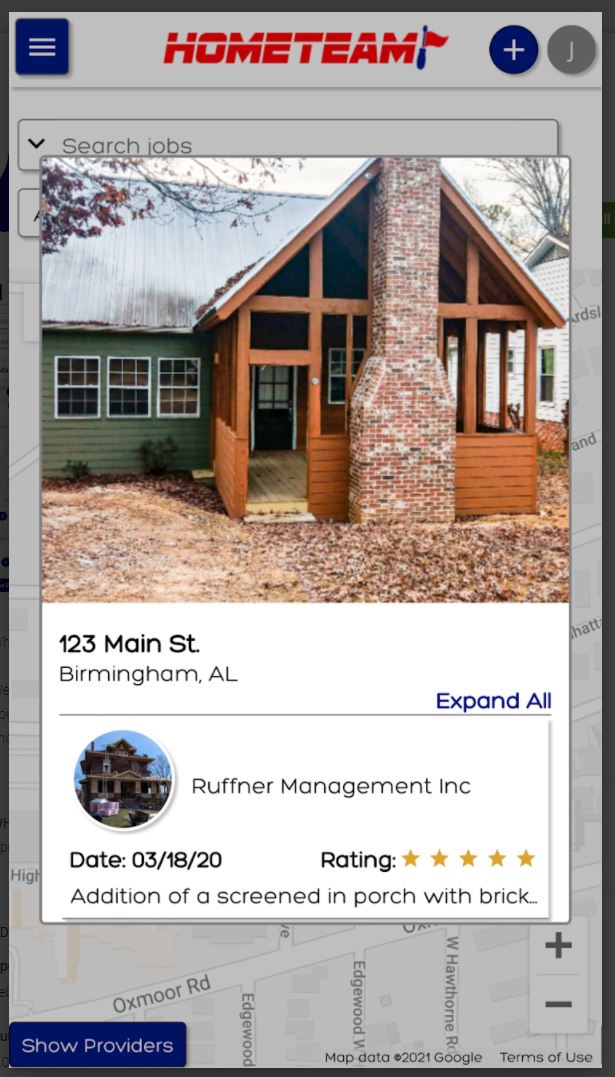 HOMETEAM
J
Search jobs
123 Main St.
Birmingham, AL
Expand All
Ruffner Management Inc
Date: 03/18/20
Rating:
Addition of a screened in porch with brick...
High
and
Oxmoor Rd
Edgewood
Edgewood W
W Hawthorne Rd
Show Providers
Map data ©2021 Google
Terms of Use